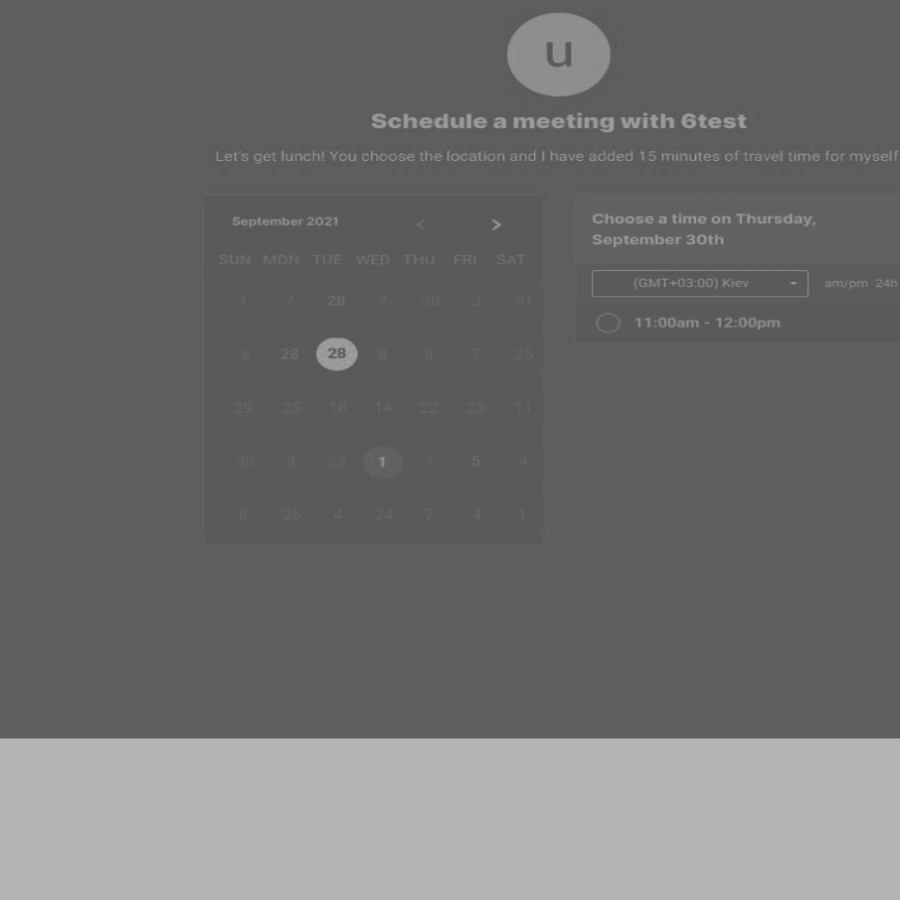 u
Schedule a meeting with 6test
Let's get lunch! You choose the location and I have added 15 minutes of travel time for myself
September 2021 < >
SUN MON TUE WED THU FRI SAT
1 7 28 7 30 3 31
6 28 28 8 8 7 25
29 25 18 14 22 23 11
30 3 23 1 7 5 4
8 26 4 24 7 4 1
Choose a time on Thursday,
September 30th
(GMT+03:00) Kiev
am/pm 24h
11:00am - 12:00pm